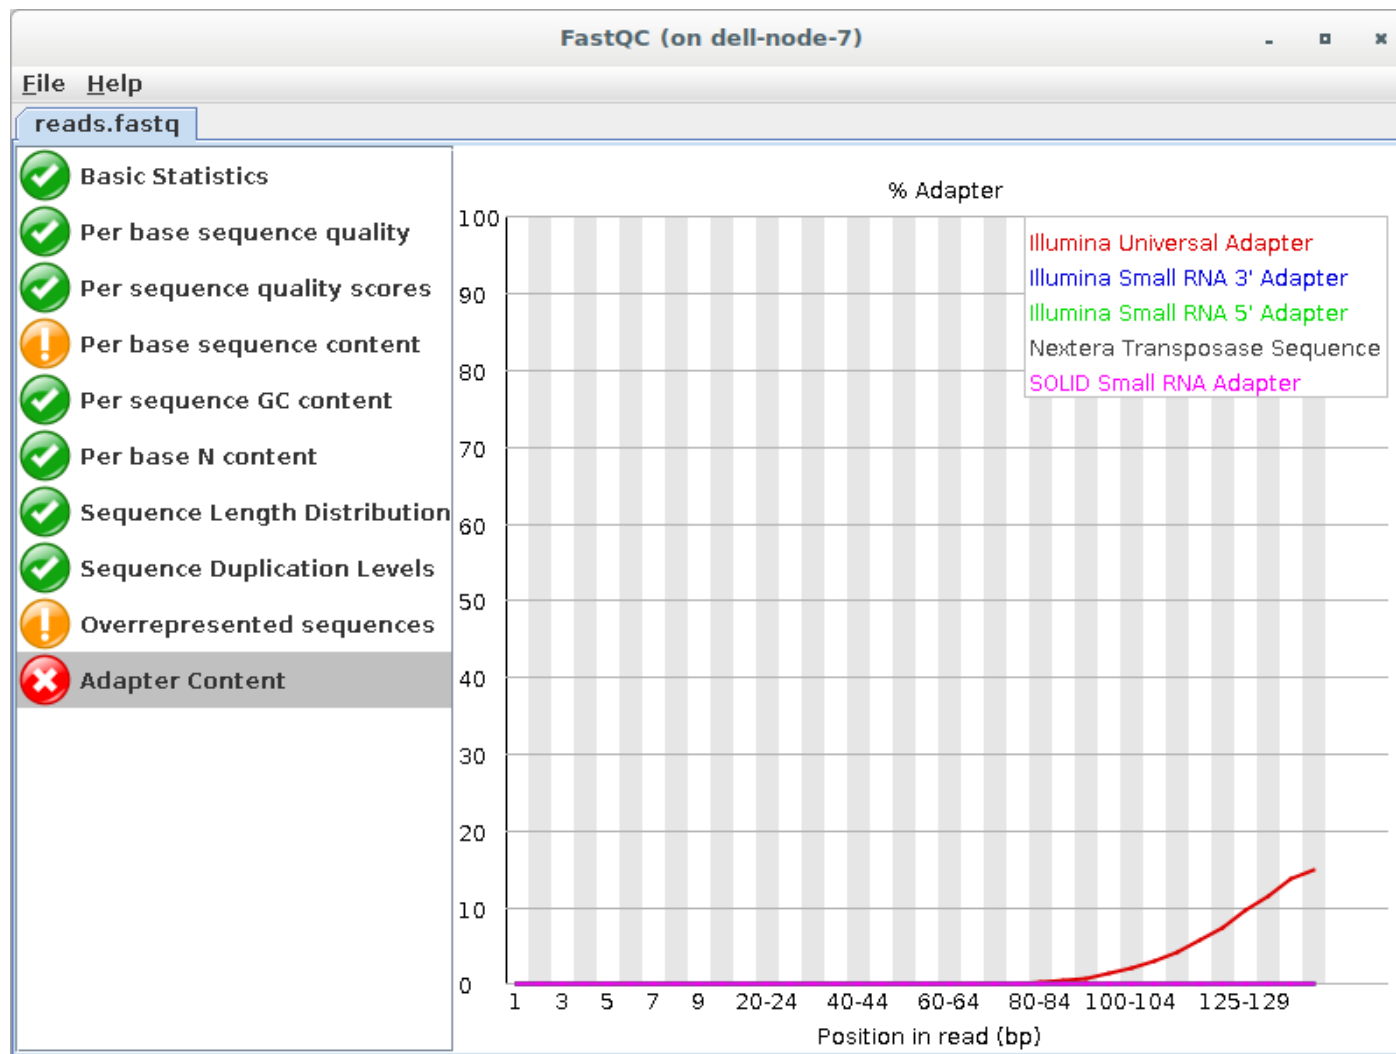 FastQC (on dell-node-7)
File Help
reads.fastq
Basic Statistics
Per base sequence quality
Per sequence quality scores
Per base sequence content
Per sequence GC content
Per base N content
Sequence Length Distribution
Sequence Duplication Levels
Overrepresented sequences
Adapter Content
% Adapter
100
90
80
70
60
50
40
30
20
10
0
Illumina Universal Adapter
Illumina Small RNA 3' Adapter
Illumina Small RNA 5' Adapter
Nextera Transposase Sequence
SOLID Small RNA Adapter
1 3 5 7 9 20-24 40-44 60-64 80-84 100-104 125-129
Position in read (bp)